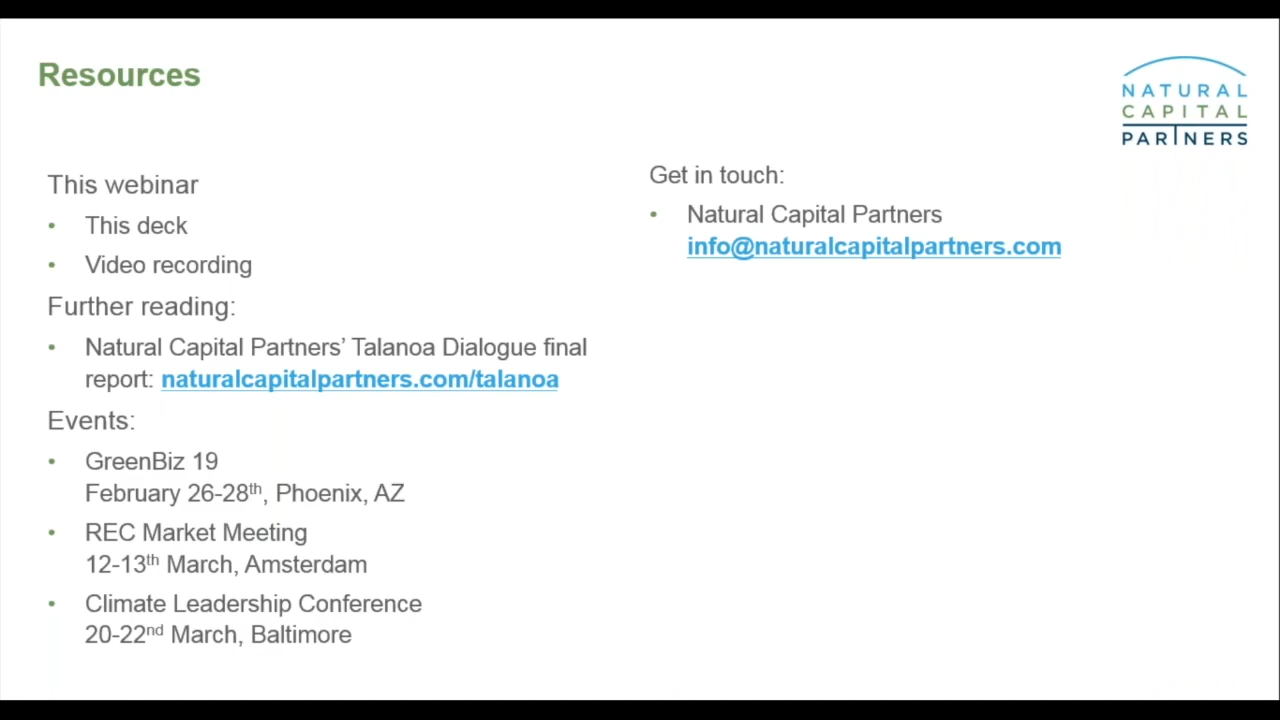 Resources
NATURAL
CAPITAL
PARTNERS
This webinar
• This deck
• Video recording
Further reading:
• Natural Capital Partners’ Talanoa Dialogue final
report: naturalcapitalpartners.com/talanoa
Events:
• GreenBiz 19
February 26-28th, Phoenix, AZ
• REC Market Meeting
12-13th March, Amsterdam
• Climate Leadership Conference
20-22nd March, Baltimore
Get in touch:
• Natural Capital Partners
info@naturalcapitalpartners.com